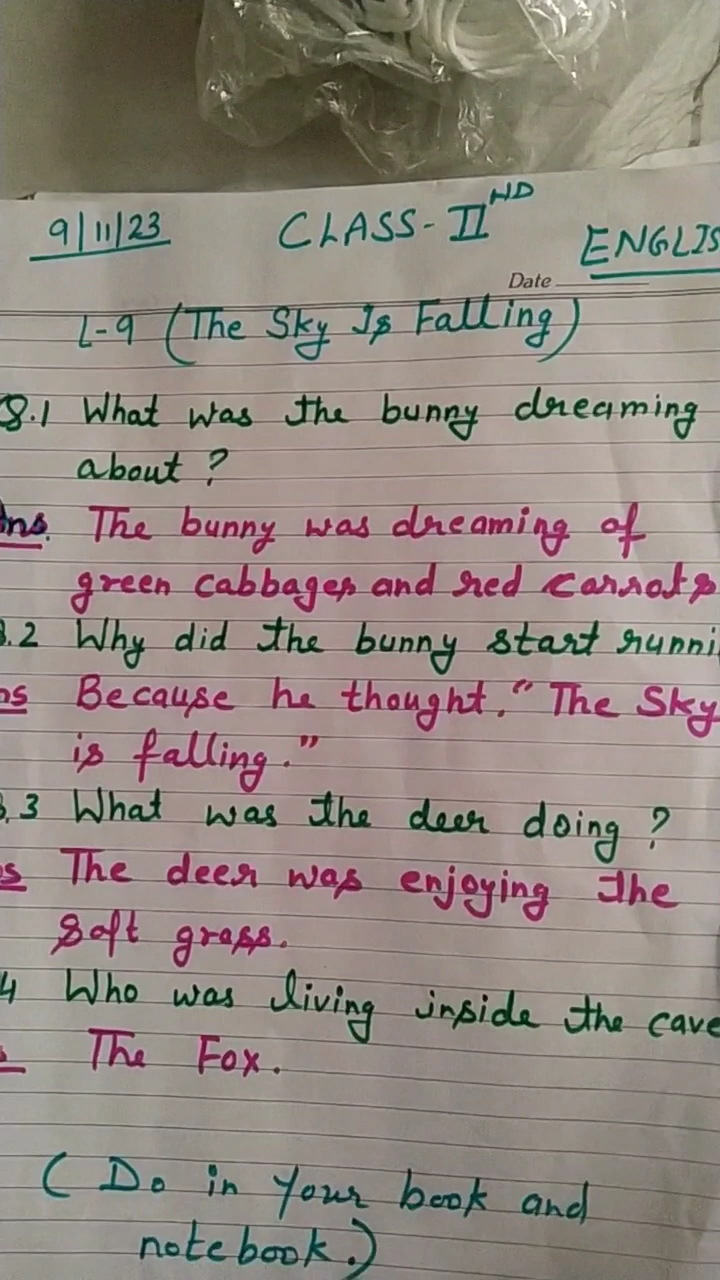 9/11/23 CLASS-II ND ENGLIS
Date
L-9 (The Sky Is Falling)
Q.1 What was the bunny dreaming
about ?
Ans. The bunny was dreaming of
green cabbages and red carrots
Q.2 Why did the bunny start runni
ns Because he thought, "The Sky
is falling."
Q.3 What was the deer doing ?
s The deer was enjoying the
soft grass.
4 Who was living inside the cave
s The Fox.
( Do in your book and
notebook.)